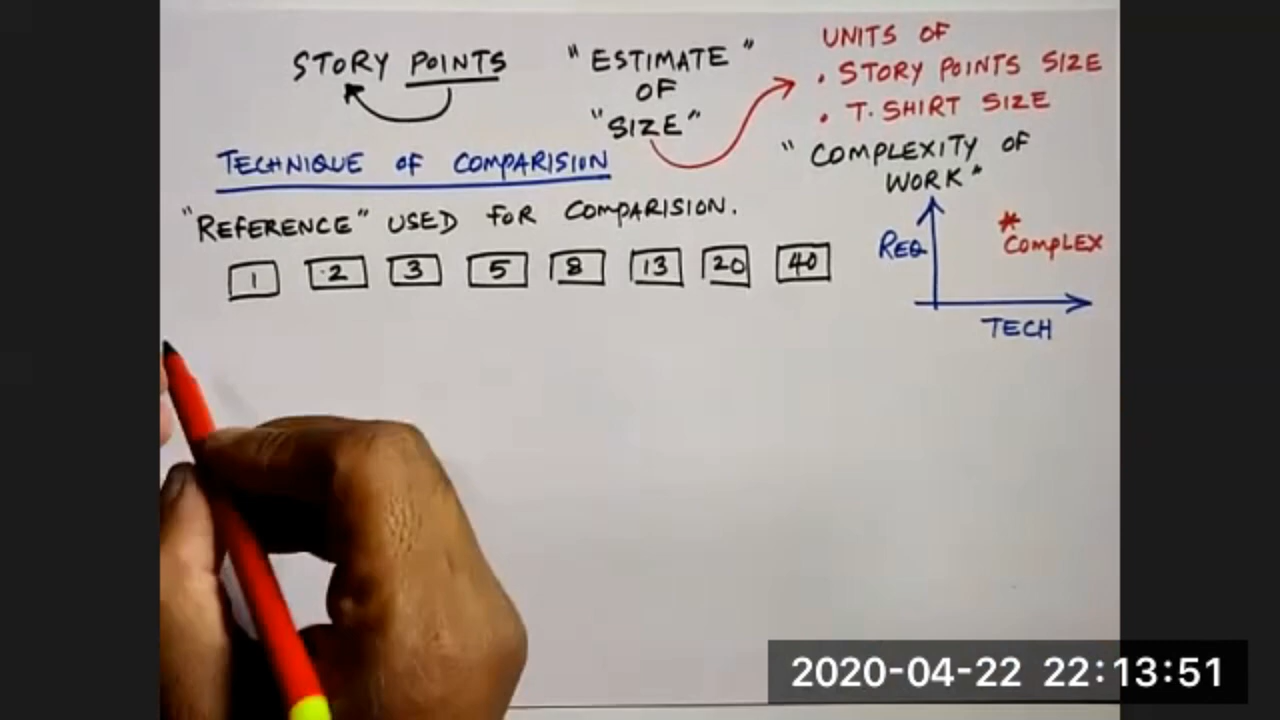 STORY POINTS
"ESTIMATE"
OF
"SIZE"
UNITS OF
. STORY POINTS SIZE
. T. SHIRT SIZE
"COMPLEXITY OF
WORK"
TECHNIQUE OF COMPARISION
"REFERENCE" USED FOR COMPARISION.
1 2 3 5 8 13 20 40
REQ
* COMPLEX
TECH
2020-04-22 22:13:51